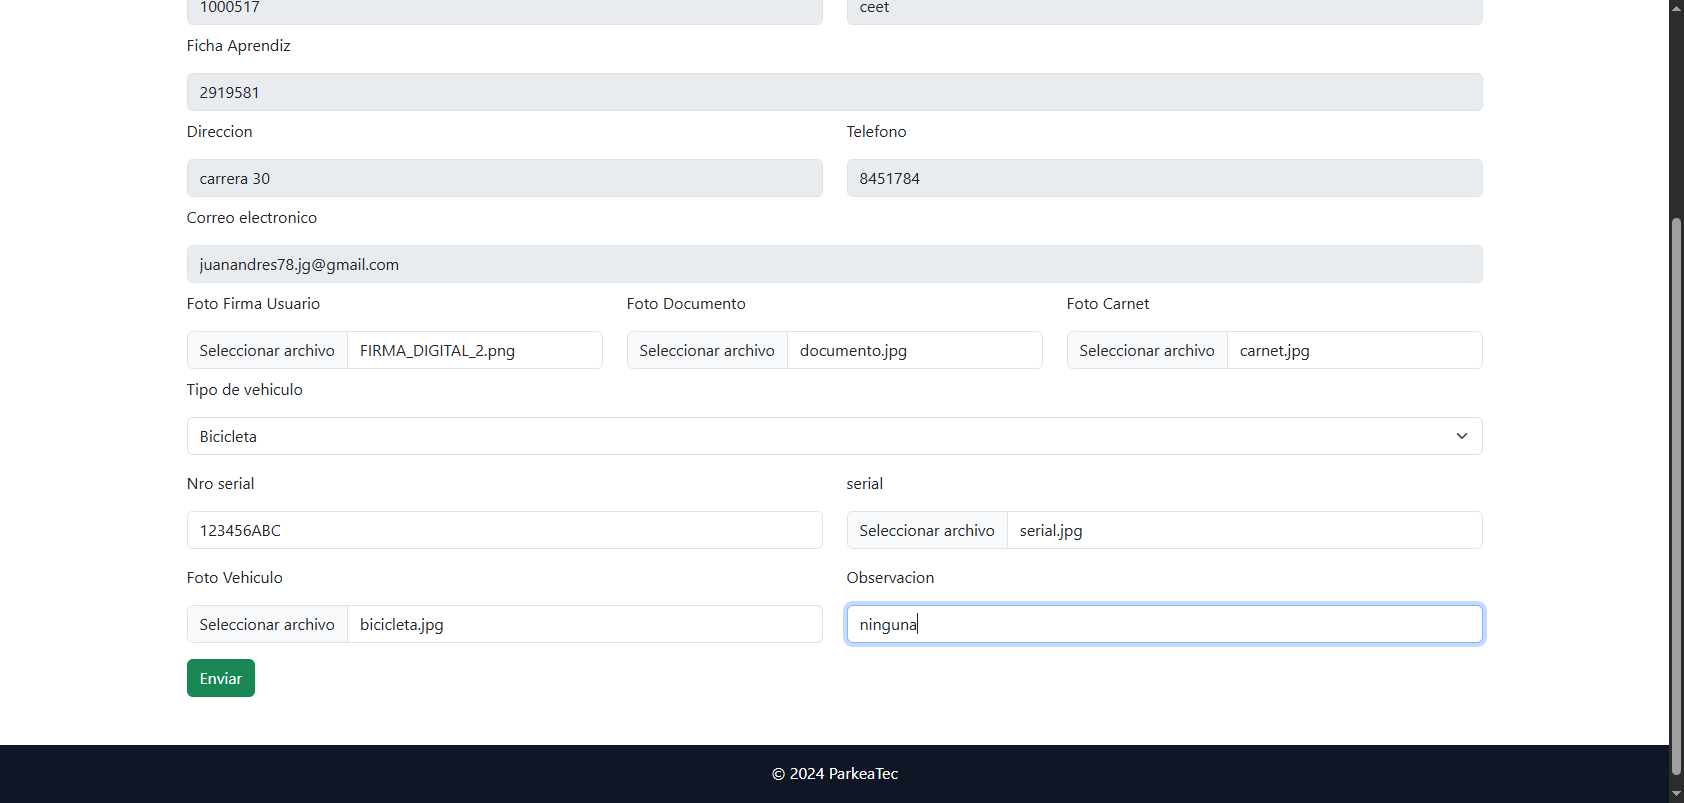 1000517 ceet
Ficha Aprendiz
2919581
Direccion Telefono
carrera 30 8451784
Correo electronico
juanandres78.jg@gmail.com
Foto Firma Usuario Foto Documento Foto Carnet
Seleccionar archivo FIRMA_DIGITAL_2.png Seleccionar archivo documento.jpg Seleccionar archivo carnet.jpg
Tipo de vehiculo
Bicicleta
Nro serial serial
123456ABC Seleccionar archivo serial.jpg
Foto Vehiculo Observacion
Seleccionar archivo bicicleta.jpg ninguna
Enviar
© 2024 ParkeaTec